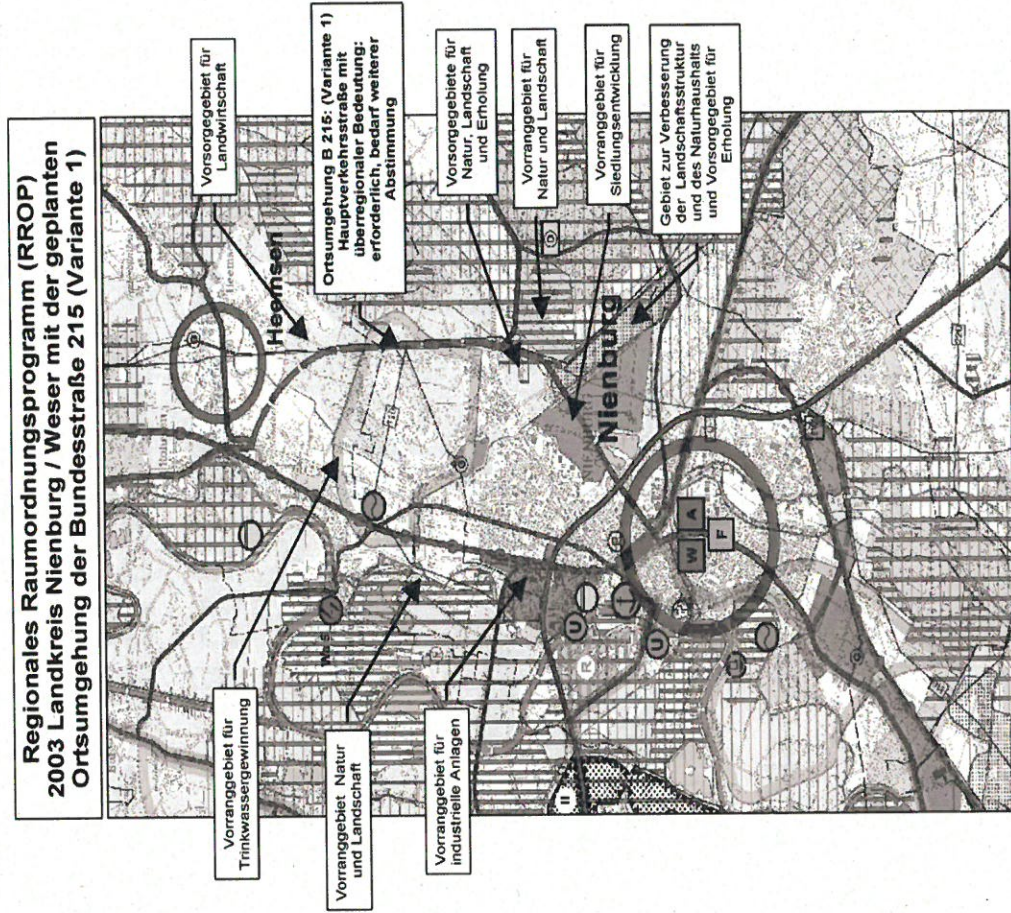 Regionales Raumordnungsprogramm (RROP)
2003 Landkreis Nienburg / Weser mit der geplanten
Ortsumgehung der Bundesstraße 215 (Variante 1)
Vorranggebiet für
Trinkwassergewinnung
Vorranggebiet Natur
und Landschaft
Vorranggebiet für
industrielle Anlagen
Vorsorgegebiet für
Landwirtschaft
Ortsumgehung B 215: (Variante 1)
Hauptverkehrsstraße mit
überregionaler Bedeutung:
erforderlich, bedarf weiterer
Abstimmung
Vorsorgegebiete für
Natur, Landschaft
und Erholung
Vorranggebiet für
Natur und Landschaft
Vorranggebiet für
Siedlungsentwicklung
Gebiet zur Verbesserung
der Landschaftsstruktur
und des Naturhaushalts
und Vorsorgegebiet für
Erholung
Heemsen
Nienburg
W
A
F
U
U
R
II